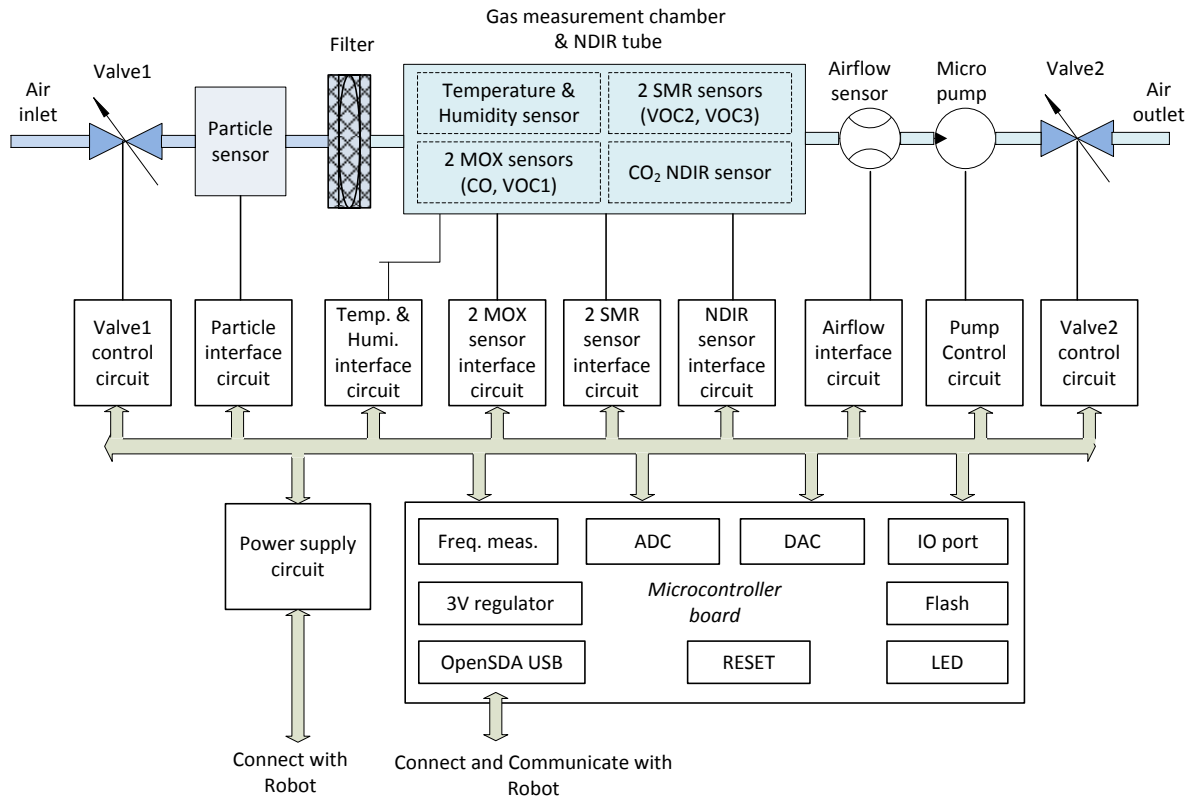 Gas measurement chamber
& NDIR tube
Filter
Valve1
Air
inlet
Particle
sensor
Temperature &
Humidity sensor
2 SMR sensors
(VOC2, VOC3)
2 MOX sensors
(CO, VOC1)
CO₂ NDIR sensor
Airflow
sensor
Micro
pump
Valve2
Air
outlet
Valve1
control
circuit
Particle
interface
circuit
Temp. &
Humi.
interface
circuit
2 MOX
sensor
interface
circuit
2 SMR
sensor
interface
circuit
NDIR
sensor
interface
circuit
Airflow
interface
circuit
Pump
Control
circuit
Valve2
control
circuit
Power supply
circuit
Freq. meas.
ADC
DAC
IO port
3V regulator
Microcontroller
board
Flash
OpenSDA USB
RESET
LED
Connect with
Robot
Connect and Communicate with
Robot